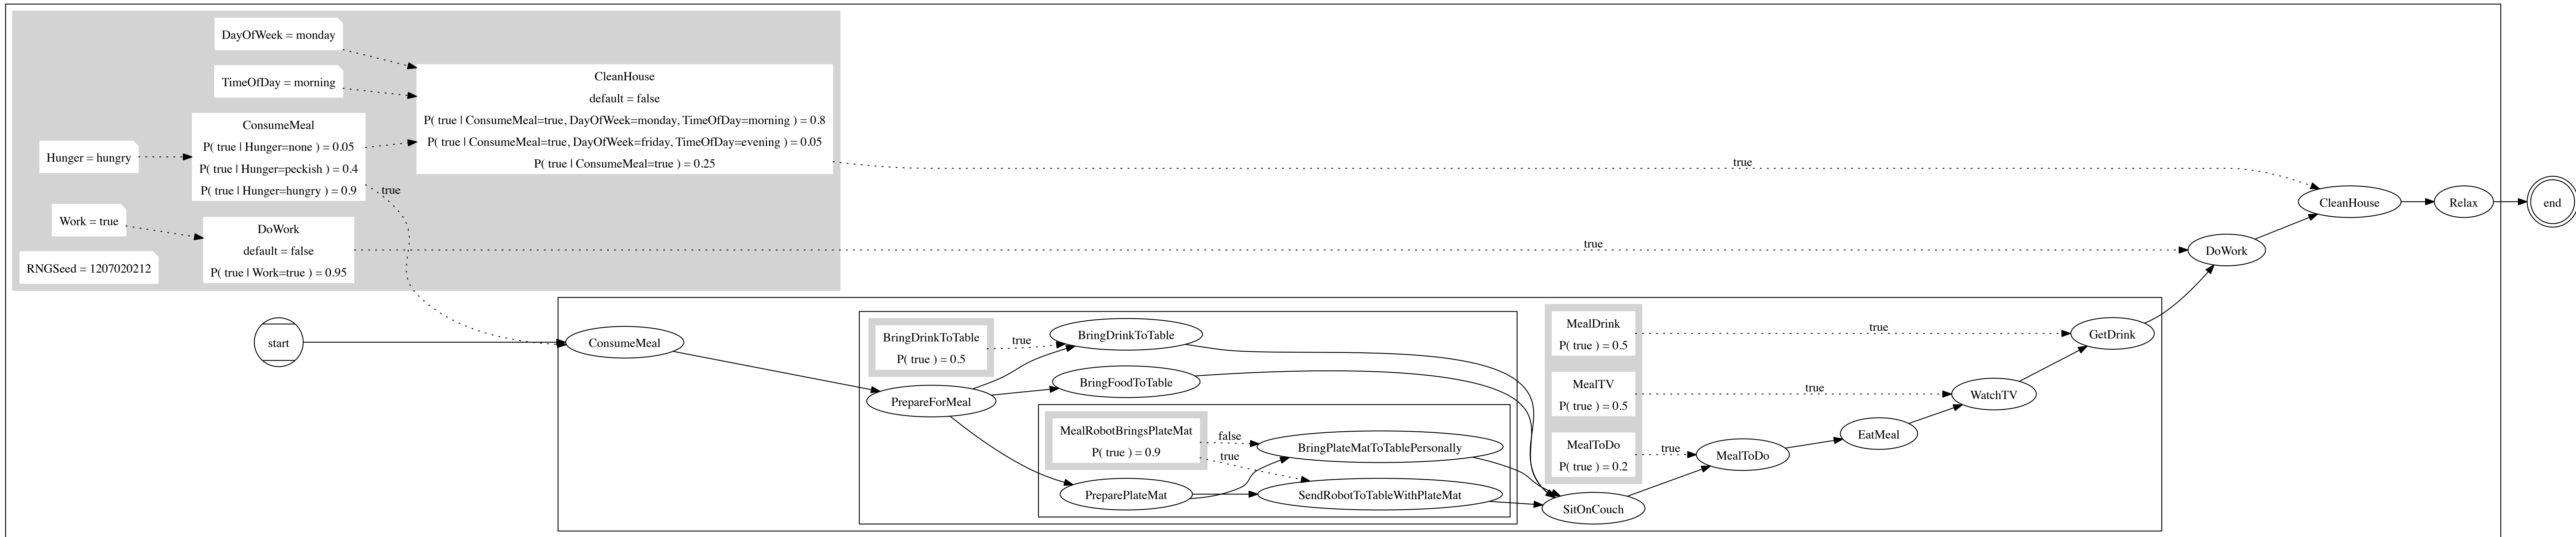 DayOfWeek = monday
TimeOfDay = morning
Hunger = hungry
Work = true
RNGSeed = 1207020212
ConsumeMeal
P( true | Hunger=none ) = 0.05
P( true | Hunger=peckish ) = 0.4
P( true | Hunger=hungry ) = 0.9
DoWork
default = false
P( true | Work=true ) = 0.95
CleanHouse
default = false
P( true | ConsumeMeal=true, DayOfWeek=monday, TimeOfDay=morning ) = 0.8
P( true | ConsumeMeal=true, DayOfWeek=friday, TimeOfDay=evening ) = 0.05
P( true | ConsumeMeal=true ) = 0.25
true
true
true
start
ConsumeMeal
BringDrinkToTable
P( true ) = 0.5
true
BringDrinkToTable
BringFoodToTable
PrepareForMeal
MealRobotBringsPlateMat
P( true ) = 0.9
false
true
BringPlateMatToTablePersonally
PreparePlateMat
SendRobotToTableWithPlateMat
MealDrink
P( true ) = 0.5
MealTV
P( true ) = 0.5
MealToDo
P( true ) = 0.2
true
true
true
SitOnCouch
MealToDo
EatMeal
WatchTV
GetDrink
DoWork
CleanHouse
Relax
end